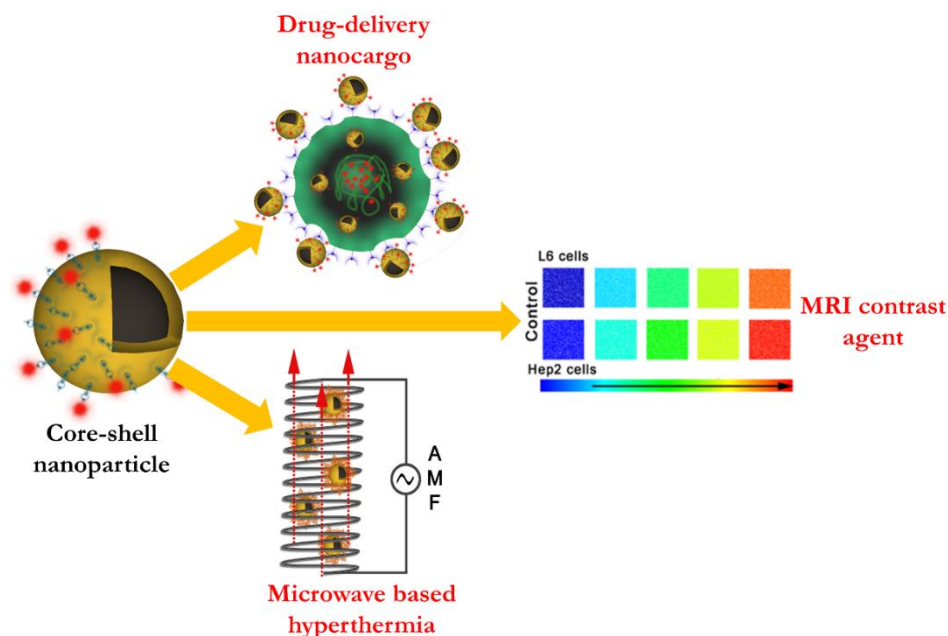 Drug-delivery
nanocargo
Core-shell
nanoparticle
L6 cells
Control
Hep2 cells
MRI contrast
agent
A
M
F
Microwave based
hyperthermia